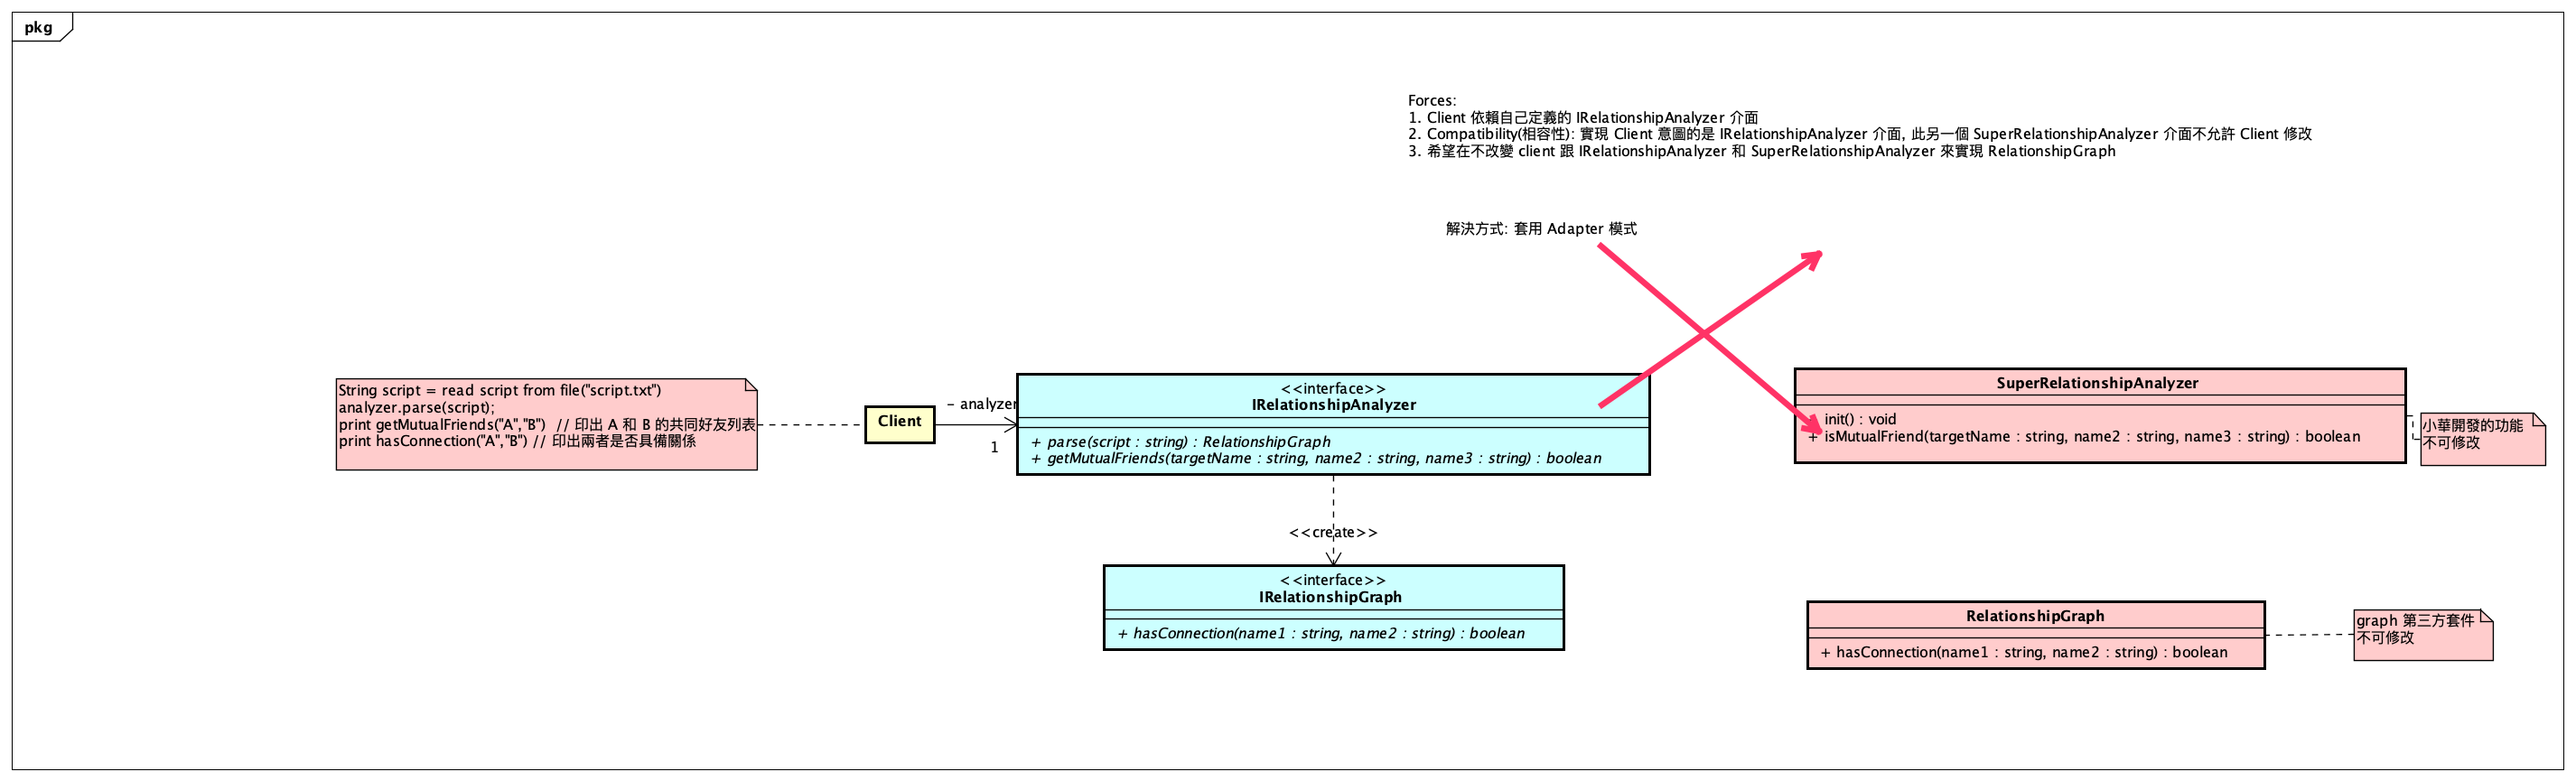 pkg
Forces:
1. Client 依賴自己定義的 IRelationshipAnalyzer 介面
2. Compatibility(相容性): 實現 Client 意圖的是 IRelationshipAnalyzer 介面, 此另一個 SuperRelationshipAnalyzer 介面不允許 Client 修改
3. 希望在不改變 client 跟 IRelationshipAnalyzer 和 SuperRelationshipAnalyzer 來實現 RelationshipGraph
解決方式: 套用 Adapter 模式
String script = read script from file("script.txt")
analyzer.parse(script);
print getMutualFriends("A","B")  // 印出 A 和 B 的共同好友列表
print hasConnection("A","B") // 印出兩者是否具備關係
Client
- analyzer
1
<<interface>>
IRelationshipAnalyzer
+ parse(script : string) : RelationshipGraph
+ getMutualFriends(targetName : string, name2 : string, name3 : string) : boolean
SuperRelationshipAnalyzer
init() : void
+ isMutualFriend(targetName : string, name2 : string, name3 : string) : boolean
小華開發的功能
不可修改
<<create>>
<<interface>>
IRelationshipGraph
+ hasConnection(name1 : string, name2 : string) : boolean
RelationshipGraph
+ hasConnection(name1 : string, name2 : string) : boolean
graph 第三方套件
不可修改